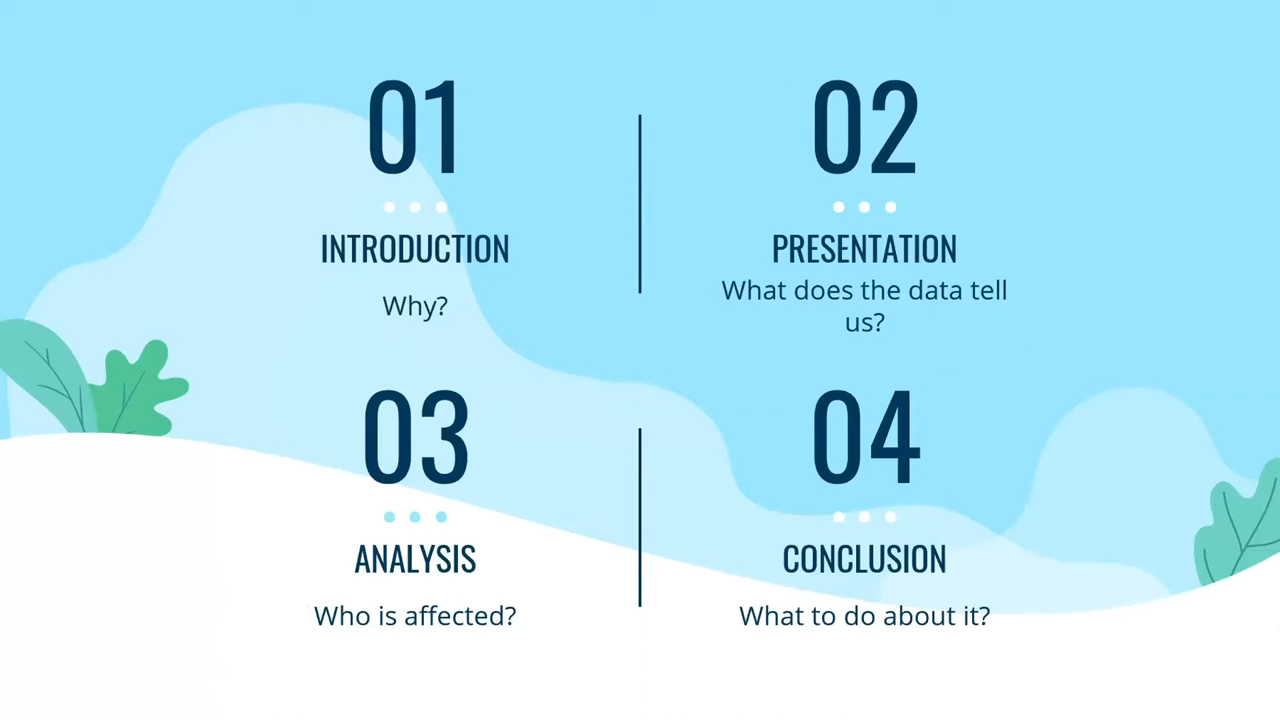 01
INTRODUCTION
Why?
02
PRESENTATION
What does the data tell
us?
03
ANALYSIS
Who is affected?
04
CONCLUSION
What to do about it?